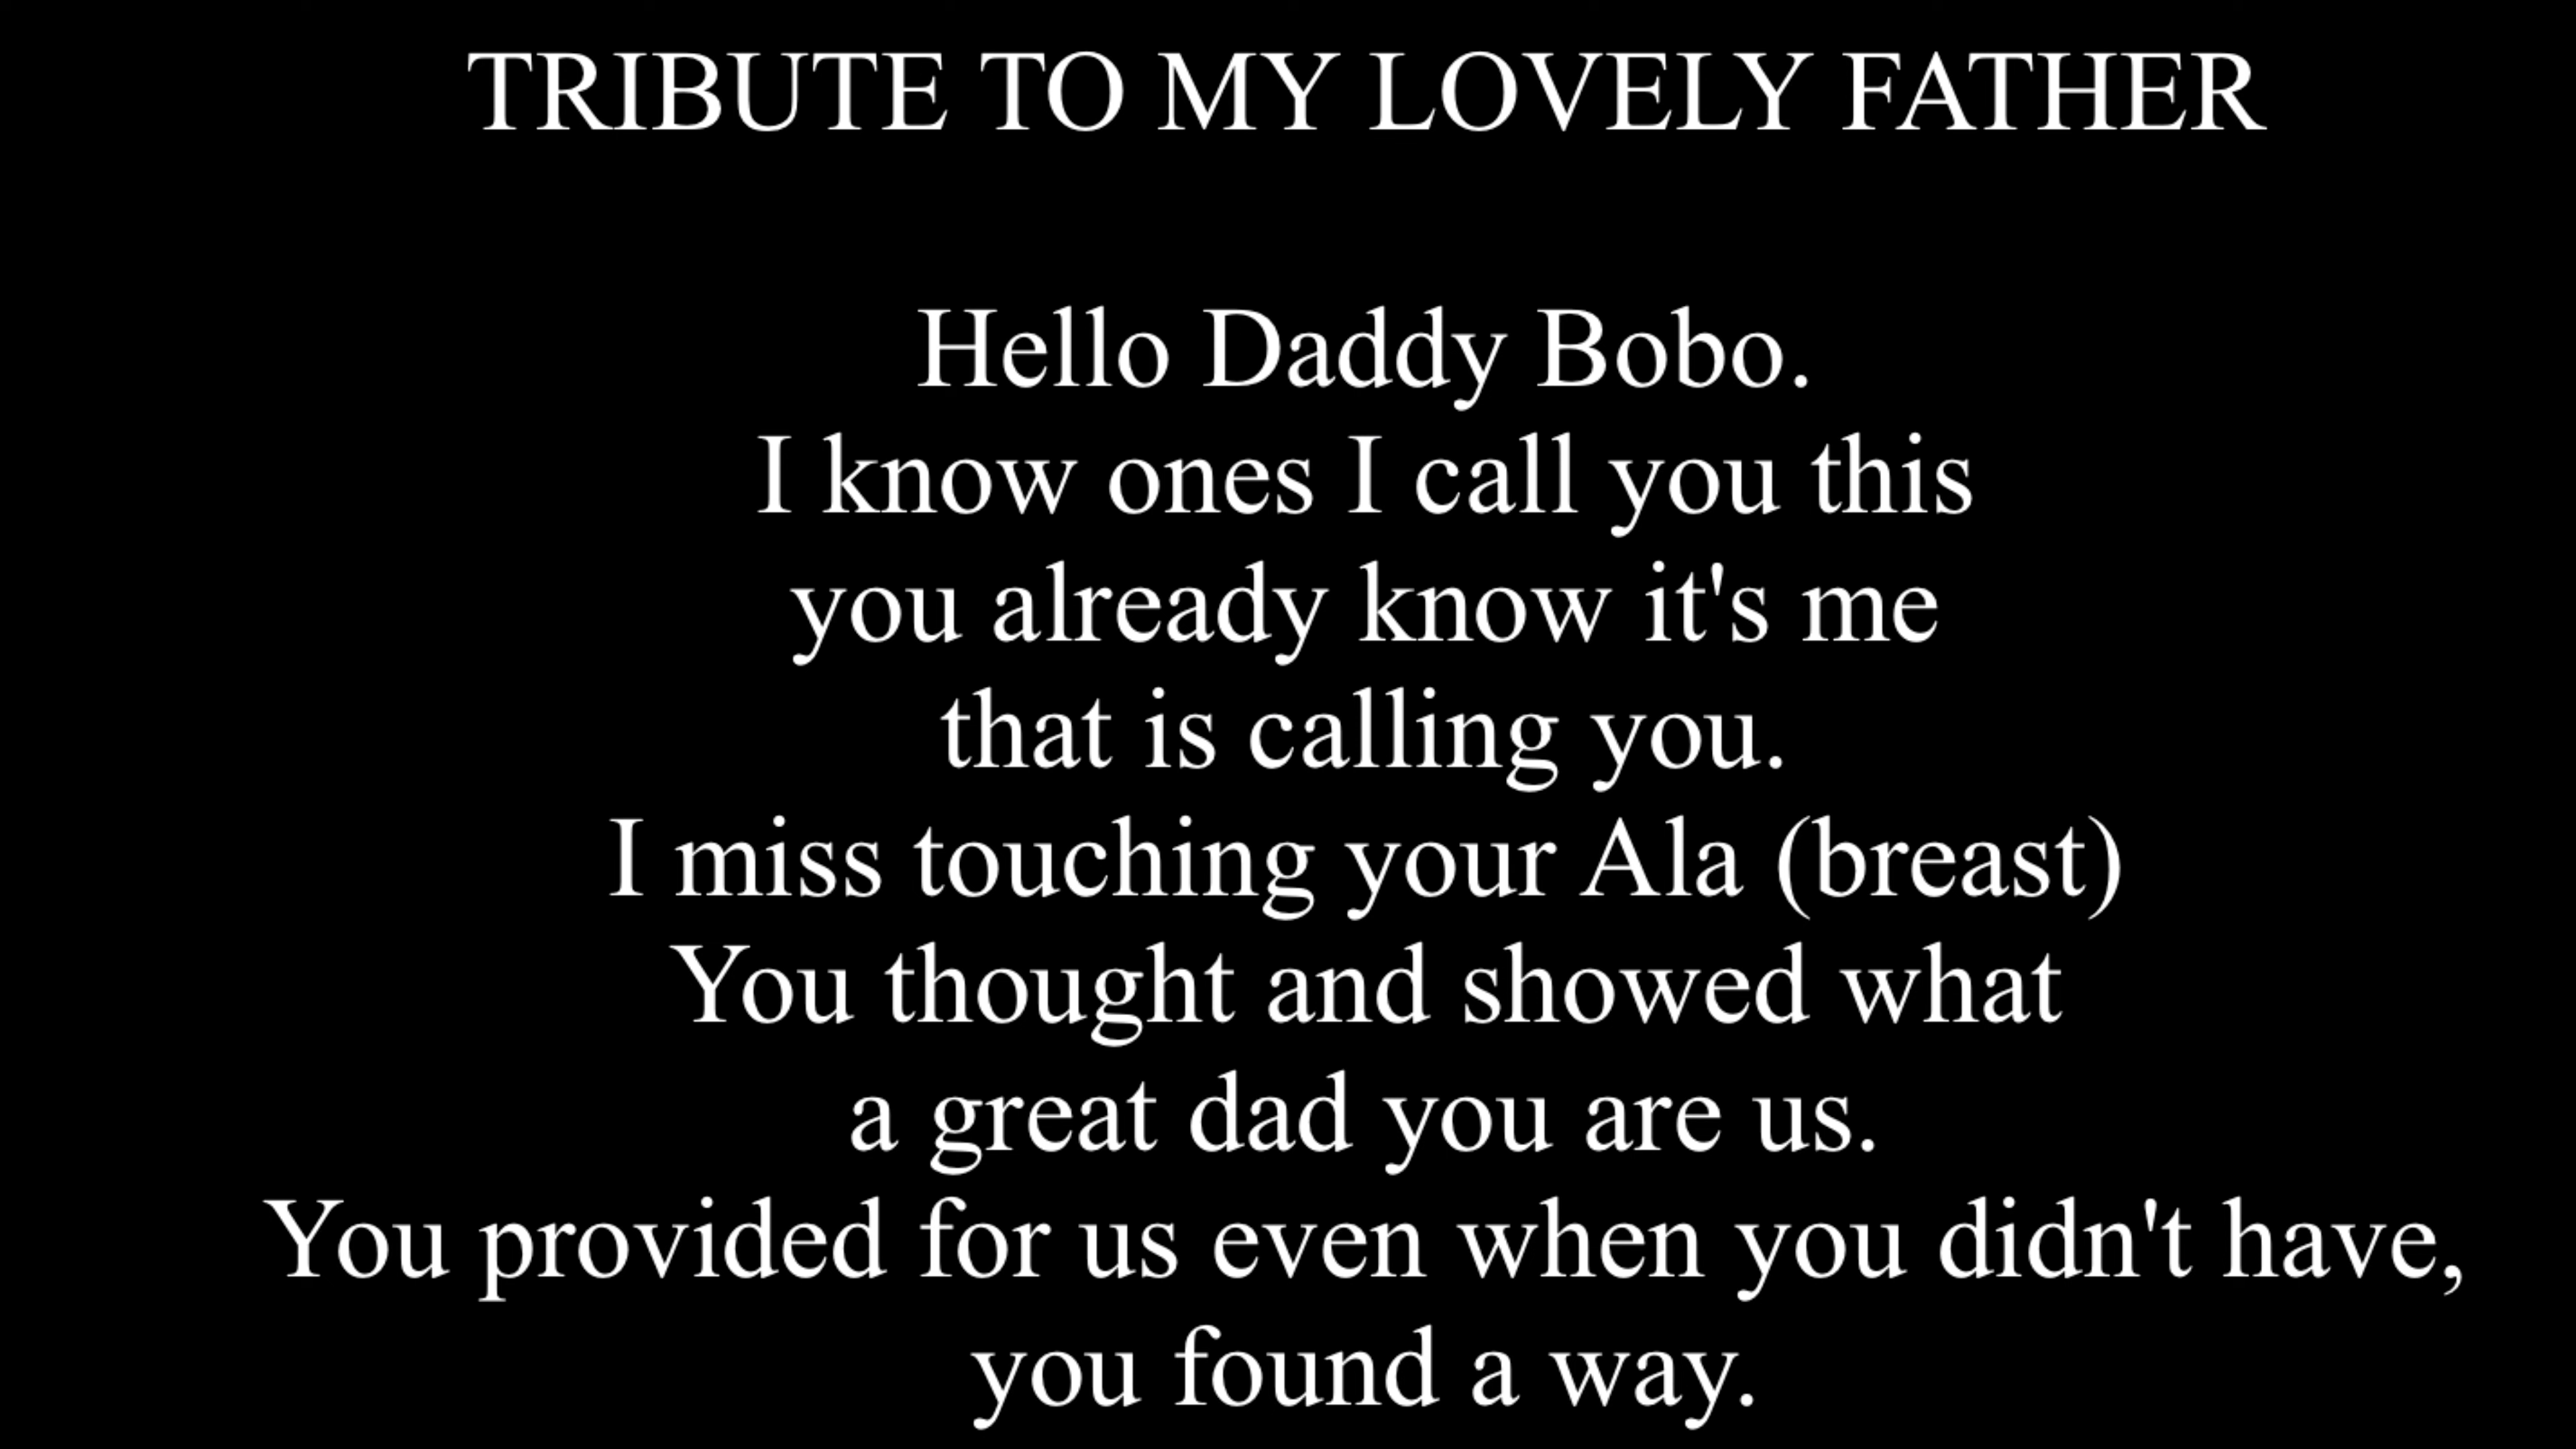 TRIBUTE TO MY LOVELY FATHER
Hello Daddy Bobo.
I know ones I call you this
you already know it's me
that is calling you.
I miss touching your Ala (breast)
You thought and showed what
a great dad you are us.
You provided for us even when you didn't have,
you found a way.